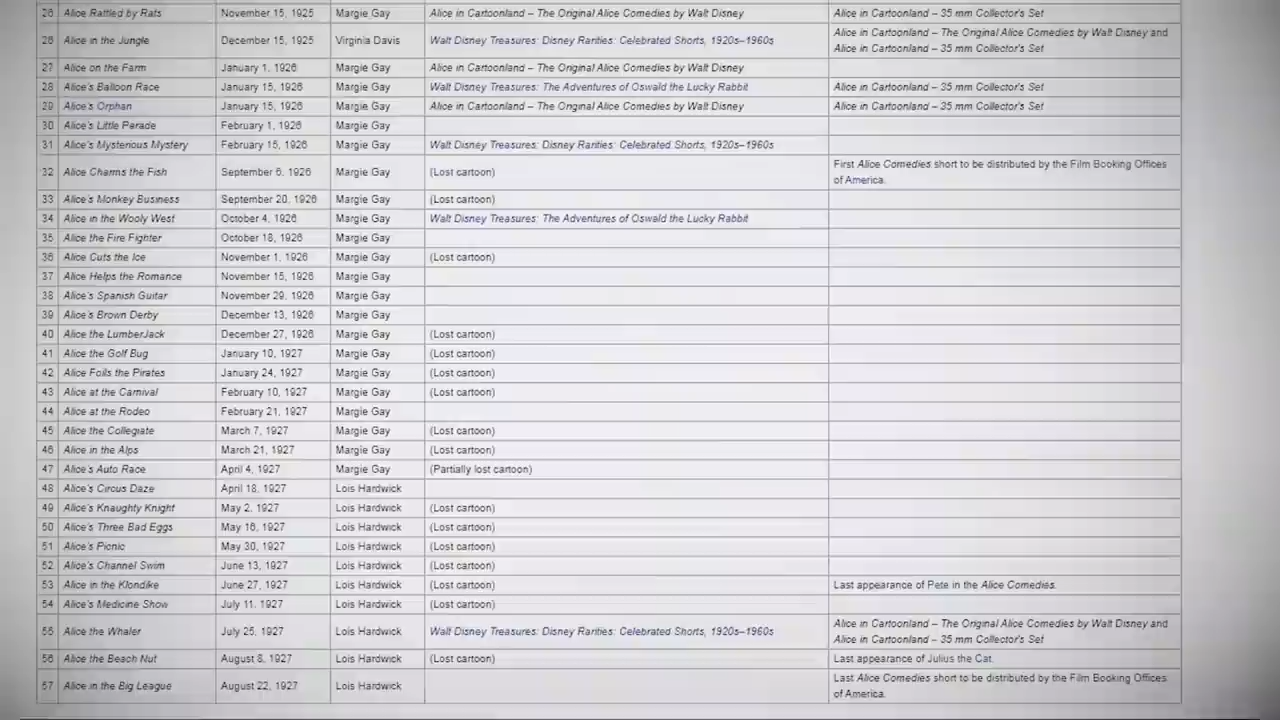 26 Alice Rattled by Rats November 15, 1925 Margie Gay Alice in Cartoonland – The Original Alice Comedies by Walt Disney Alice in Cartoonland – 35 mm Collector's Set
26 Alice in the Jungle December 15, 1925 Virginia Davis Walt Disney Treasures: Disney Rarities: Celebrated Shorts, 1920s–1960s Alice in Cartoonland – The Original Alice Comedies by Walt Disney and
Alice in Cartoonland – 35 mm Collector's Set
27 Alice on the Farm January 1, 1926 Margie Gay Alice in Cartoonland – The Original Alice Comedies by Walt Disney
28 Alice's Balloon Race January 15, 1926 Margie Gay Walt Disney Treasures: The Adventures of Oswald the Lucky Rabbit Alice in Cartoonland – 35 mm Collector's Set
29 Alice's Orphan January 15, 1926 Margie Gay Alice in Cartoonland – The Original Alice Comedies by Walt Disney Alice in Cartoonland – 35 mm Collector's Set
30 Alice's Little Parade February 1, 1926 Margie Gay
31 Alice's Mysterious Mystery February 15, 1926 Margie Gay Walt Disney Treasures: Disney Rarities: Celebrated Shorts, 1920s–1960s
32 Alice Charms the Fish September 6, 1926 Margie Gay (Lost cartoon) First Alice Comedies short to be distributed by the Film Booking Offices
of America.
33 Alice's Monkey Business September 20, 1926 Margie Gay (Lost cartoon)
34 Alice in the Wooly West October 4, 1926 Margie Gay Walt Disney Treasures: The Adventures of Oswald the Lucky Rabbit
35 Alice the Fire Fighter October 18, 1926 Margie Gay
36 Alice Cuts the Ice November 1, 1926 Margie Gay (Lost cartoon)
37 Alice Helps the Romance November 15, 1926 Margie Gay
38 Alice's Spanish Guitar November 29, 1926 Margie Gay
39 Alice's Brown Derby December 13, 1926 Margie Gay
40 Alice the LumberJack December 27, 1926 Margie Gay (Lost cartoon)
41 Alice the Golf Bug January 10, 1927 Margie Gay (Lost cartoon)
42 Alice Foils the Pirates January 24, 1927 Margie Gay (Lost cartoon)
43 Alice at the Carnival February 10, 1927 Margie Gay (Lost cartoon)
44 Alice at the Rodeo February 21, 1927 Margie Gay
45 Alice the Collegiate March 7, 1927 Margie Gay (Lost cartoon)
46 Alice in the Alps March 21, 1927 Margie Gay (Lost cartoon)
47 Alice's Auto Race April 4, 1927 Margie Gay (Partially lost cartoon)
48 Alice's Circus Daze April 18, 1927 Lois Hardwick
49 Alice's Knaughty Knight May 2, 1927 Lois Hardwick (Lost cartoon)
50 Alice's Three Bad Eggs May 16, 1927 Lois Hardwick (Lost cartoon)
51 Alice's Picnic May 30, 1927 Lois Hardwick (Lost cartoon)
52 Alice's Channel Swim June 13, 1927 Lois Hardwick (Lost cartoon)
53 Alice in the Klondike June 27, 1927 Lois Hardwick (Lost cartoon) Last appearance of Pete in the Alice Comedies.
54 Alice's Medicine Show July 11, 1927 Lois Hardwick (Lost cartoon)
55 Alice the Whaler July 25, 1927 Lois Hardwick Walt Disney Treasures: Disney Rarities: Celebrated Shorts, 1920s–1960s Alice in Cartoonland – The Original Alice Comedies by Walt Disney and
Alice in Cartoonland – 35 mm Collector's Set
56 Alice the Beach Nut August 8, 1927 Lois Hardwick (Lost cartoon) Last appearance of Julius the Cat.
57 Alice in the Big League August 22, 1927 Lois Hardwick Last Alice Comedies short to be distributed by the Film Booking Offices
of America.